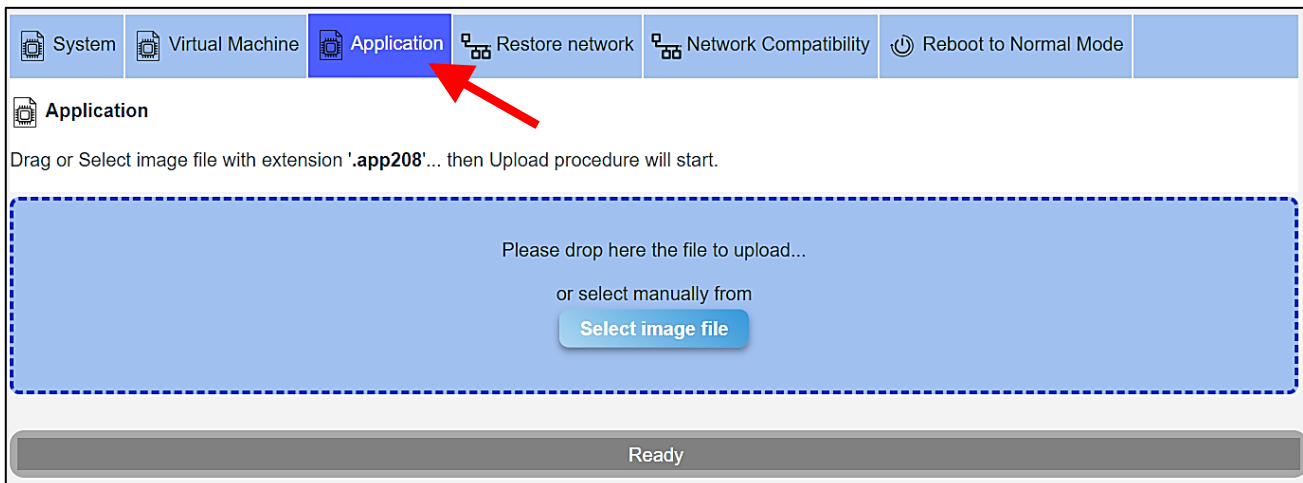 System Virtual Machine Application Restore network Network Compatibility Reboot to Normal Mode
Application
Drag or Select image file with extension '.app208'... then Upload procedure will start.
Please drop here the file to upload...
or select manually from
Select image file
Ready